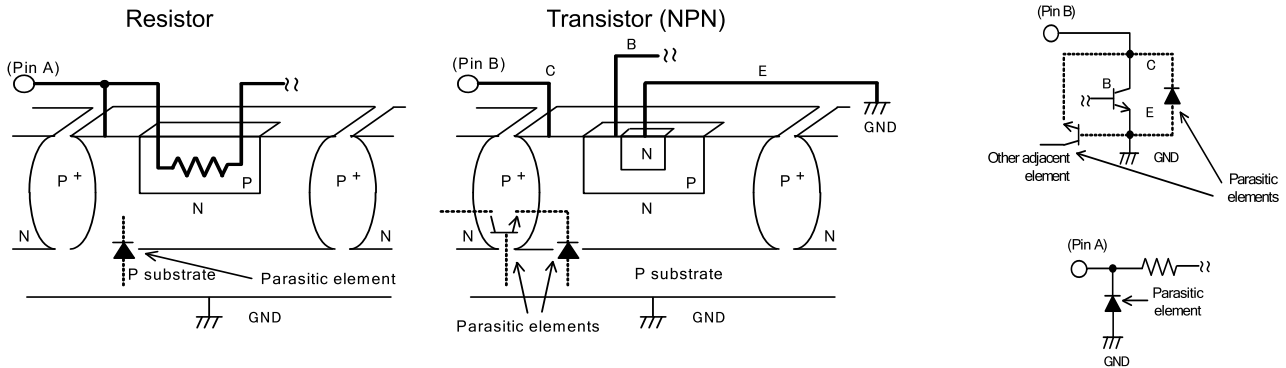 Resistor
(Pin A)
P +
P +
P
N
N
N
P substrate
Parasitic element
GND
Transistor (NPN)
B
(Pin B)
C
E
GND
N
P +
P
P +
N
N
N
P substrate
GND
Parasitic elements
(Pin B)
C
B
E
Other adjacent
element
GND
Parasitic
elements
(Pin A)
Parasitic
element
GND